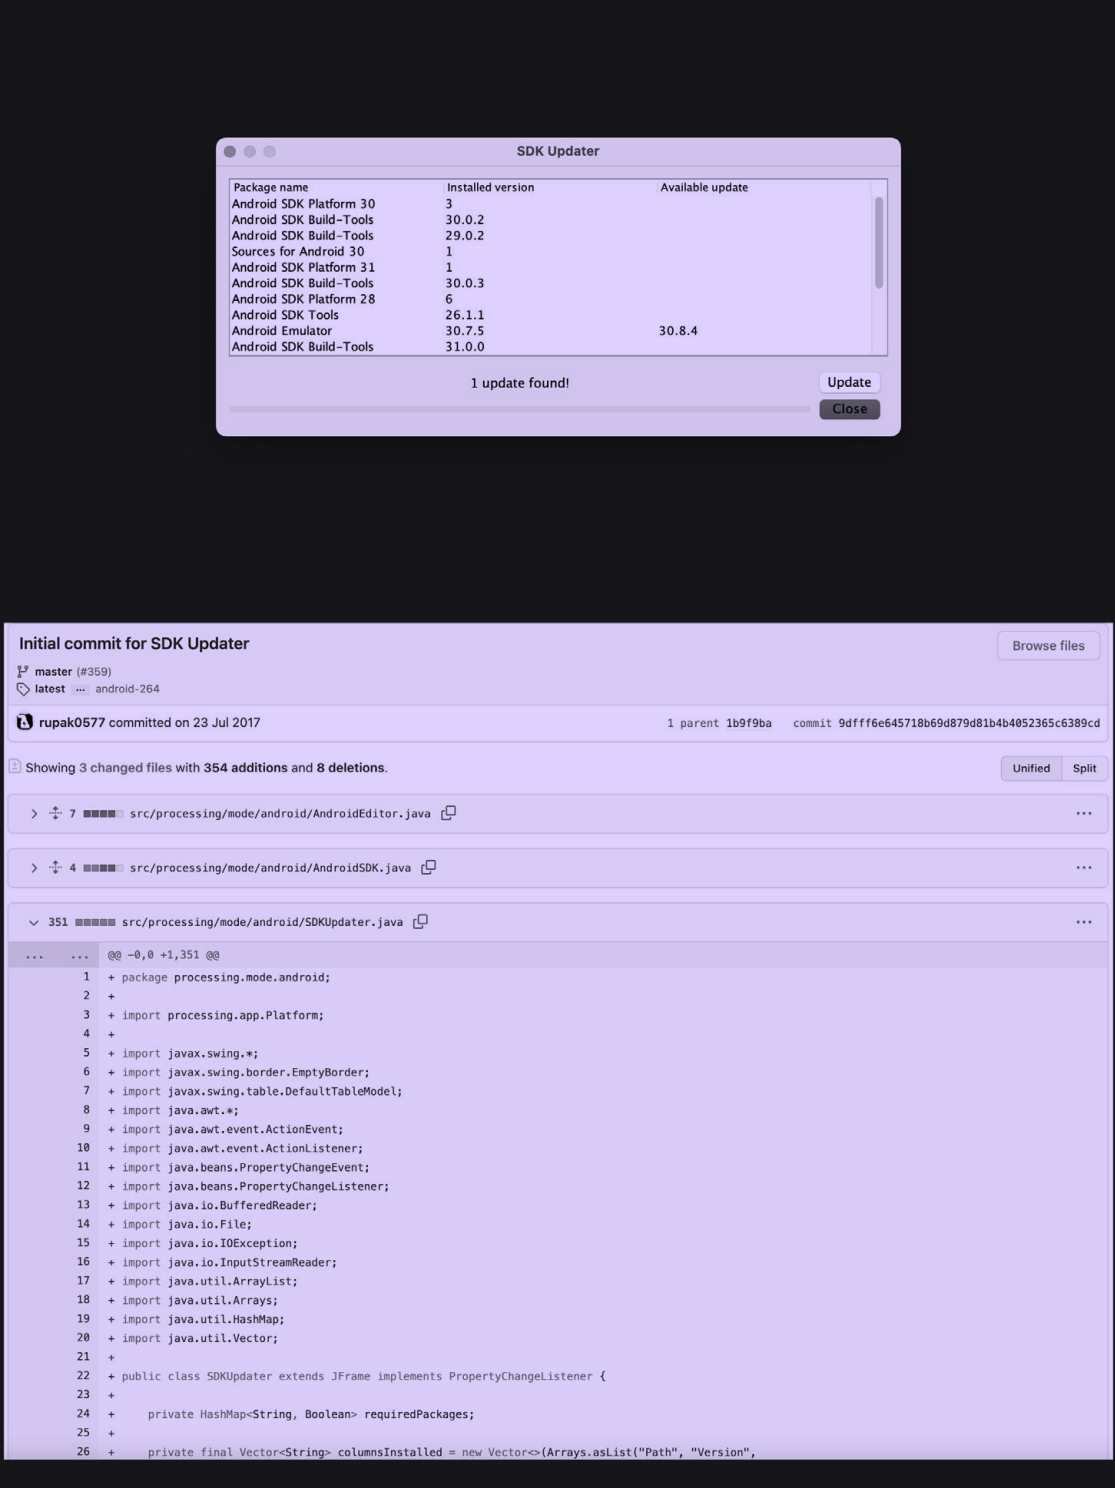 SDK Updater
Package name Installed version Available update
Android SDK Platform 30 3
Android SDK Build-Tools 30.0.2
Android SDK Build-Tools 29.0.2
Sources for Android 30 1
Android SDK Platform 31 1
Android SDK Build-Tools 30.0.3
Android SDK Platform 28 6
Android SDK Tools 26.1.1
Android Emulator 30.7.5 30.8.4
Android SDK Build-Tools 31.0.0
1 update found! Update
Close
Initial commit for SDK Updater Browse files
master (#359)
latest ... android-264
rupak0577 committed on 23 Jul 2017 1 parent 1b9f9ba commit 9dfff6e645718b69d879d81b4b4052365c6389cd
Showing 3 changed files with 354 additions and 8 deletions. Unified Split
7 src/processing/mode/android/AndroidEditor.java ...
4 src/processing/mode/android/AndroidSDK.java ...
351 src/processing/mode/android/SDKUpdater.java ...
... ... @@ -0,0 +1,351 @@
1 + package processing.mode.android;
2 +
3 + import processing.app.Platform;
4 +
5 + import javax.swing.*;
6 + import javax.swing.border.EmptyBorder;
7 + import javax.swing.table.DefaultTableModel;
8 + import java.awt.*;
9 + import java.awt.event.ActionEvent;
10 + import java.awt.event.ActionListener;
11 + import java.beans.PropertyChangeEvent;
12 + import java.beans.PropertyChangeListener;
13 + import java.io.BufferedReader;
14 + import java.io.File;
15 + import java.io.IOException;
16 + import java.io.InputStreamReader;
17 + import java.util.ArrayList;
18 + import java.util.Arrays;
19 + import java.util.HashMap;
20 + import java.util.Vector;
21 +
22 + public class SDKUpdater extends JFrame implements PropertyChangeListener {
23 +
24 + private HashMap<String, Boolean> requiredPackages;
25 +
26 + private final Vector<String> columnsInstalled = new Vector<>(Arrays.asList("Path", "Version",